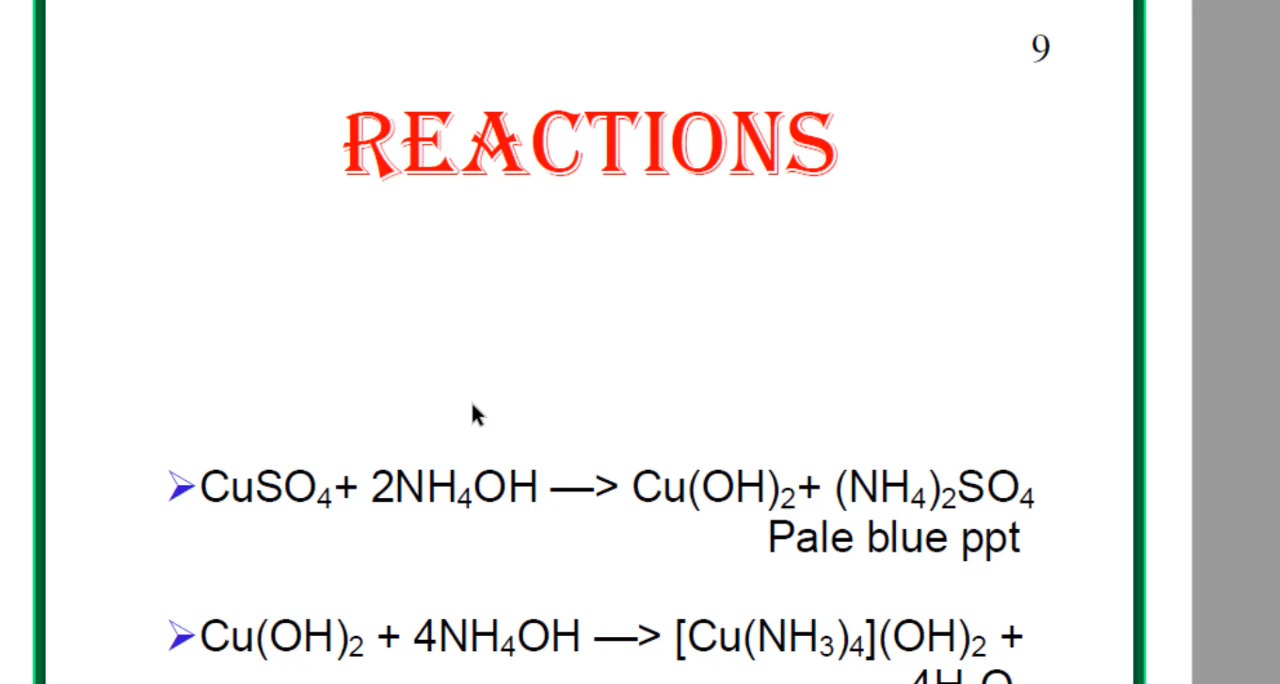 9
REACTIONS
➢CuSO₄+ 2NH₄OH —> Cu(OH)₂+ (NH₄)₂SO₄
Pale blue ppt
➢Cu(OH)₂ + 4NH₄OH —> [Cu(NH₃)₄](OH)₂ +
4H₂O